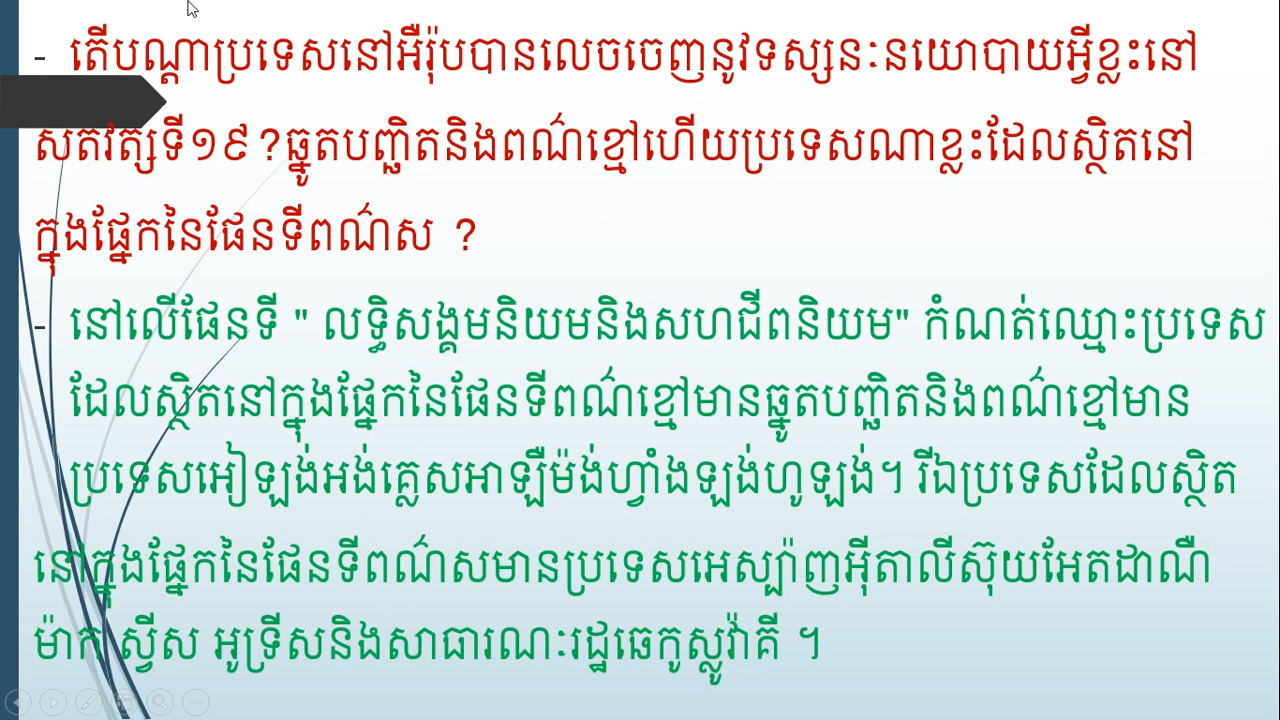 - តើបណ្តាប្រទេសនៅអឺរ៉ុបបានលេចចេញនូវទស្សនៈនយោបាយអ្វីខ្លះនៅ
សតវត្សទី១៩?ឆ្នូតបញ្ឆិតនិងពណ៌ខ្មៅហើយប្រទេសណាខ្លះដែលស្ថិតនៅ
ក្នុងផ្នែកនៃផែនទីពណ៌ស ?
- នៅលើផែនទី " លទ្ធិសង្គមនិយមនិងសហជីពនិយម" កំណត់ឈ្មោះប្រទេស
ដែលស្ថិតនៅក្នុងផ្នែកនៃផែនទីពណ៌ខ្មៅមានឆ្នូតបញ្ឆិតនិងពណ៌ខ្មៅមាន
ប្រទេសអៀឡង់អង់គ្លេសអាឡឺម៉ង់ហ្វាំងឡង់ហូឡង់។ រីឯប្រទេសដែលស្ថិត
នៅក្នុងផ្នែកនៃផែនទីពណ៌សមានប្រទេសអេស្ប៉ាញអ៊ីតាលីស៊ុយអែតដាណឺ
ម៉ាក ស្វីស អូទ្រីសនិងសាធារណៈរដ្ឋឆេកូស្លូវ៉ាគី ។